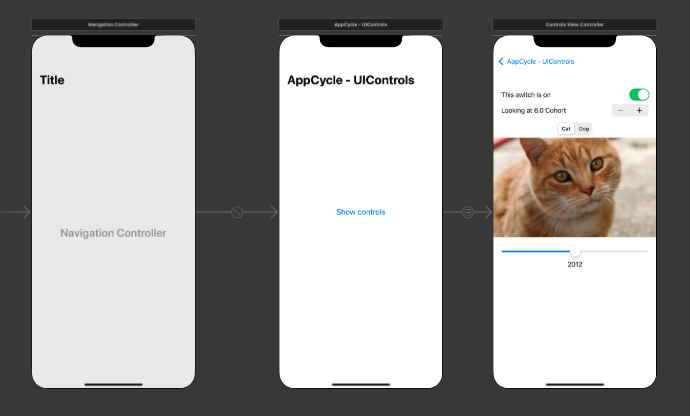 Navigation Controller
Title
Navigation Controller
AppCycle - UIControls
AppCycle - UIControls
Show controls
Controls View Controller
AppCycle - UIControls
This switch is on
Looking at 6.0 Cohort
Cat Dog
2012